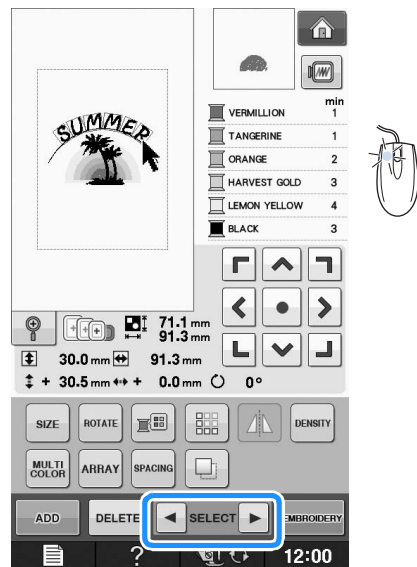 SUMMER
min
VERMILLION 1
TANGERINE 1
ORANGE 2
HARVEST GOLD 3
LEMON YELLOW 4
BLACK 3
71.1 mm
91.3 mm
30.0 mm 91.3 mm
+ 30.5 mm + 0.0 mm 0°
SIZE ROTATE DENSITY
MULTI COLOR ARRAY SPACING
ADD DELETE SELECT EMBROIDERY
? 12:00